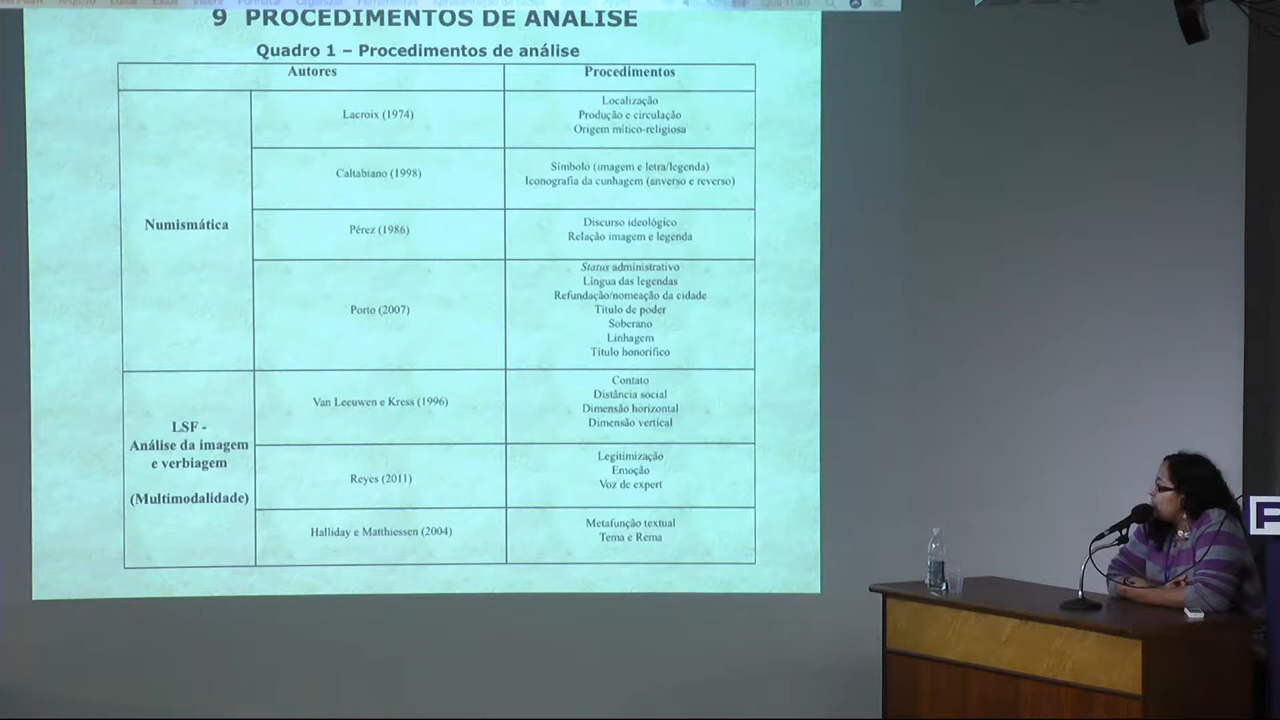 9 PROCEDIMENTOS DE ANALISE
Quadro 1 – Procedimentos de análise
Autores
Procedimentos
Numismática
Lacroix (1974)
Localização
Produção e circulação
Origem mítico-religiosa
Caltabiano (1998)
Símbolo (imagem e letra/legenda)
Iconografia da cunhagem (anverso e reverso)
Pérez (1986)
Discurso ideológico
Relação imagem e legenda
Porto (2007)
Status administrativo
Língua das legendas
Refundação/nomeação da cidade
Título de poder
Soberano
Linhagem
Título honorífico
LSF -
Análise da imagem
e verbiagem
(Multimodalidade)
Van Leeuwen e Kress (1996)
Contato
Distância social
Dimensão horizontal
Dimensão vertical
Reyes (2011)
Legitimização
Emoção
Voz de expert
Halliday e Matthiessen (2004)
Metafunção textual
Tema e Rema